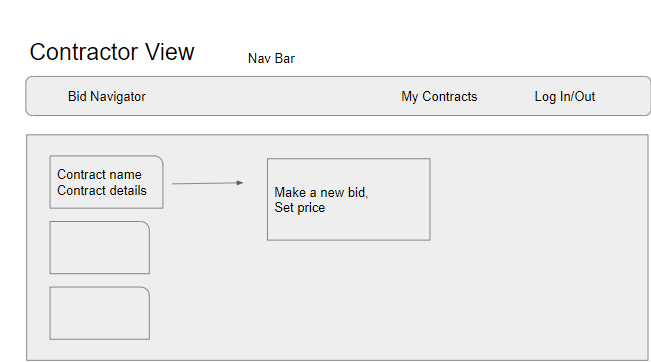 Contractor View
Nav Bar
Bid Navigator
My Contracts
Log In/Out
Contract name
Contract details
Make a new bid,
Set price